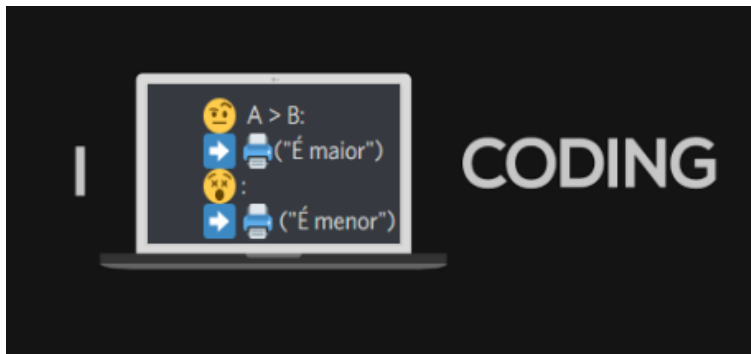 I
🤨 A > B:
➡️ 🖨️("É maior")
😵 :
➡️ 🖨️ ("É menor")
CODING